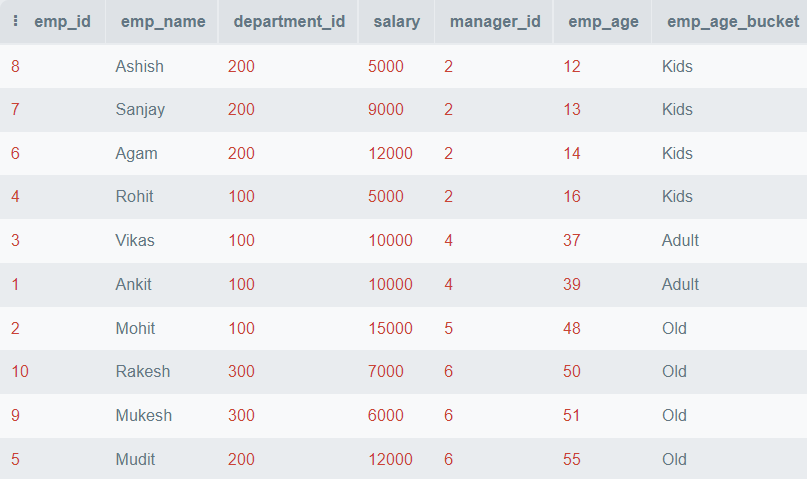 ⋮ emp_id emp_name department_id salary manager_id emp_age emp_age_bucket
8 Ashish 200 5000 2 12 Kids
7 Sanjay 200 9000 2 13 Kids
6 Agam 200 12000 2 14 Kids
4 Rohit 100 5000 2 16 Kids
3 Vikas 100 10000 4 37 Adult
1 Ankit 100 10000 4 39 Adult
2 Mohit 100 15000 5 48 Old
10 Rakesh 300 7000 6 50 Old
9 Mukesh 300 6000 6 51 Old
5 Mudit 200 12000 6 55 Old